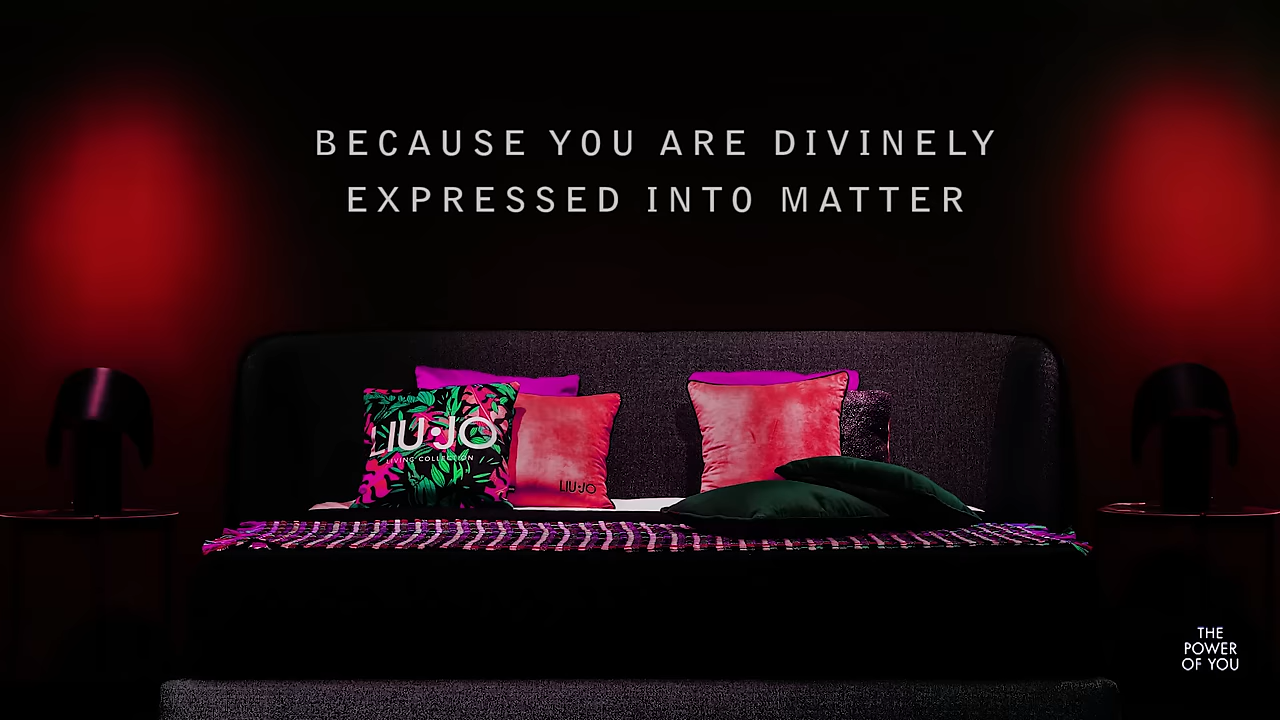 BECAUSE YOU ARE DIVINELY
EXPRESSED INTO MATTER
LIU·JO
LIVING COLLECTION
LIU·JO
THE
POWER
OF YOU